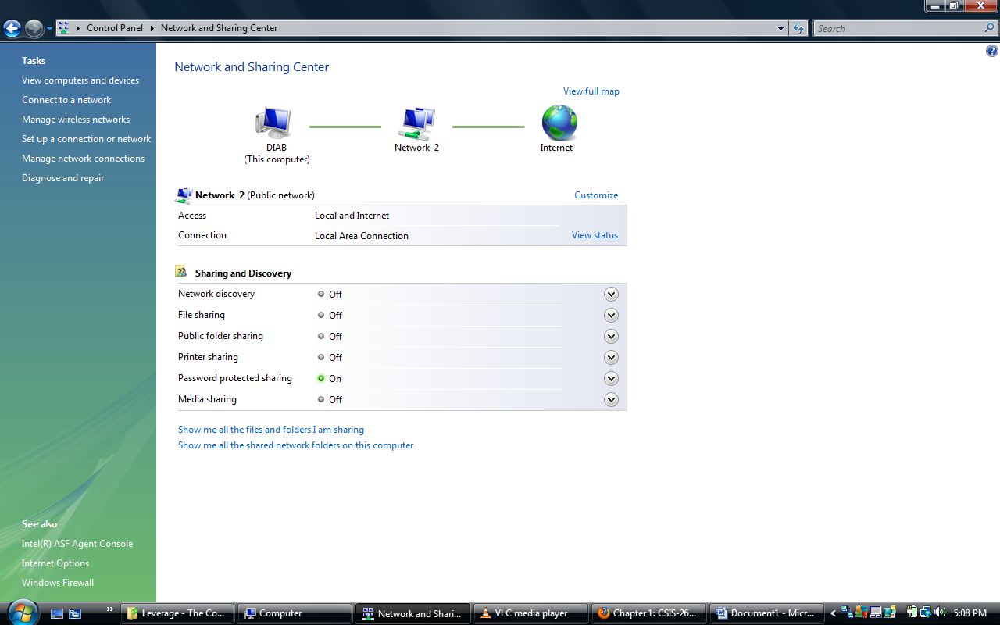 Control Panel Network and Sharing Center
Search
Tasks
View computers and devices
Connect to a network
Manage wireless networks
Set up a connection or network
Manage network connections
Diagnose and repair
See also
Intel(R) ASF Agent Console
Internet Options
Windows Firewall
Network and Sharing Center
View full map
DIAB
(This computer)
Network 2
Internet
Network 2 (Public network) Customize
Access Local and Internet
Connection Local Area Connection View status
Sharing and Discovery
Network discovery Off
File sharing Off
Public folder sharing Off
Printer sharing Off
Password protected sharing On
Media sharing Off
Show me all the files and folders I am sharing
Show me all the shared network folders on this computer
Leverage - The Co... Computer Network and Shari... VLC media player Chapter 1: CSIS-26... Document1 - Micr... 5:08 PM